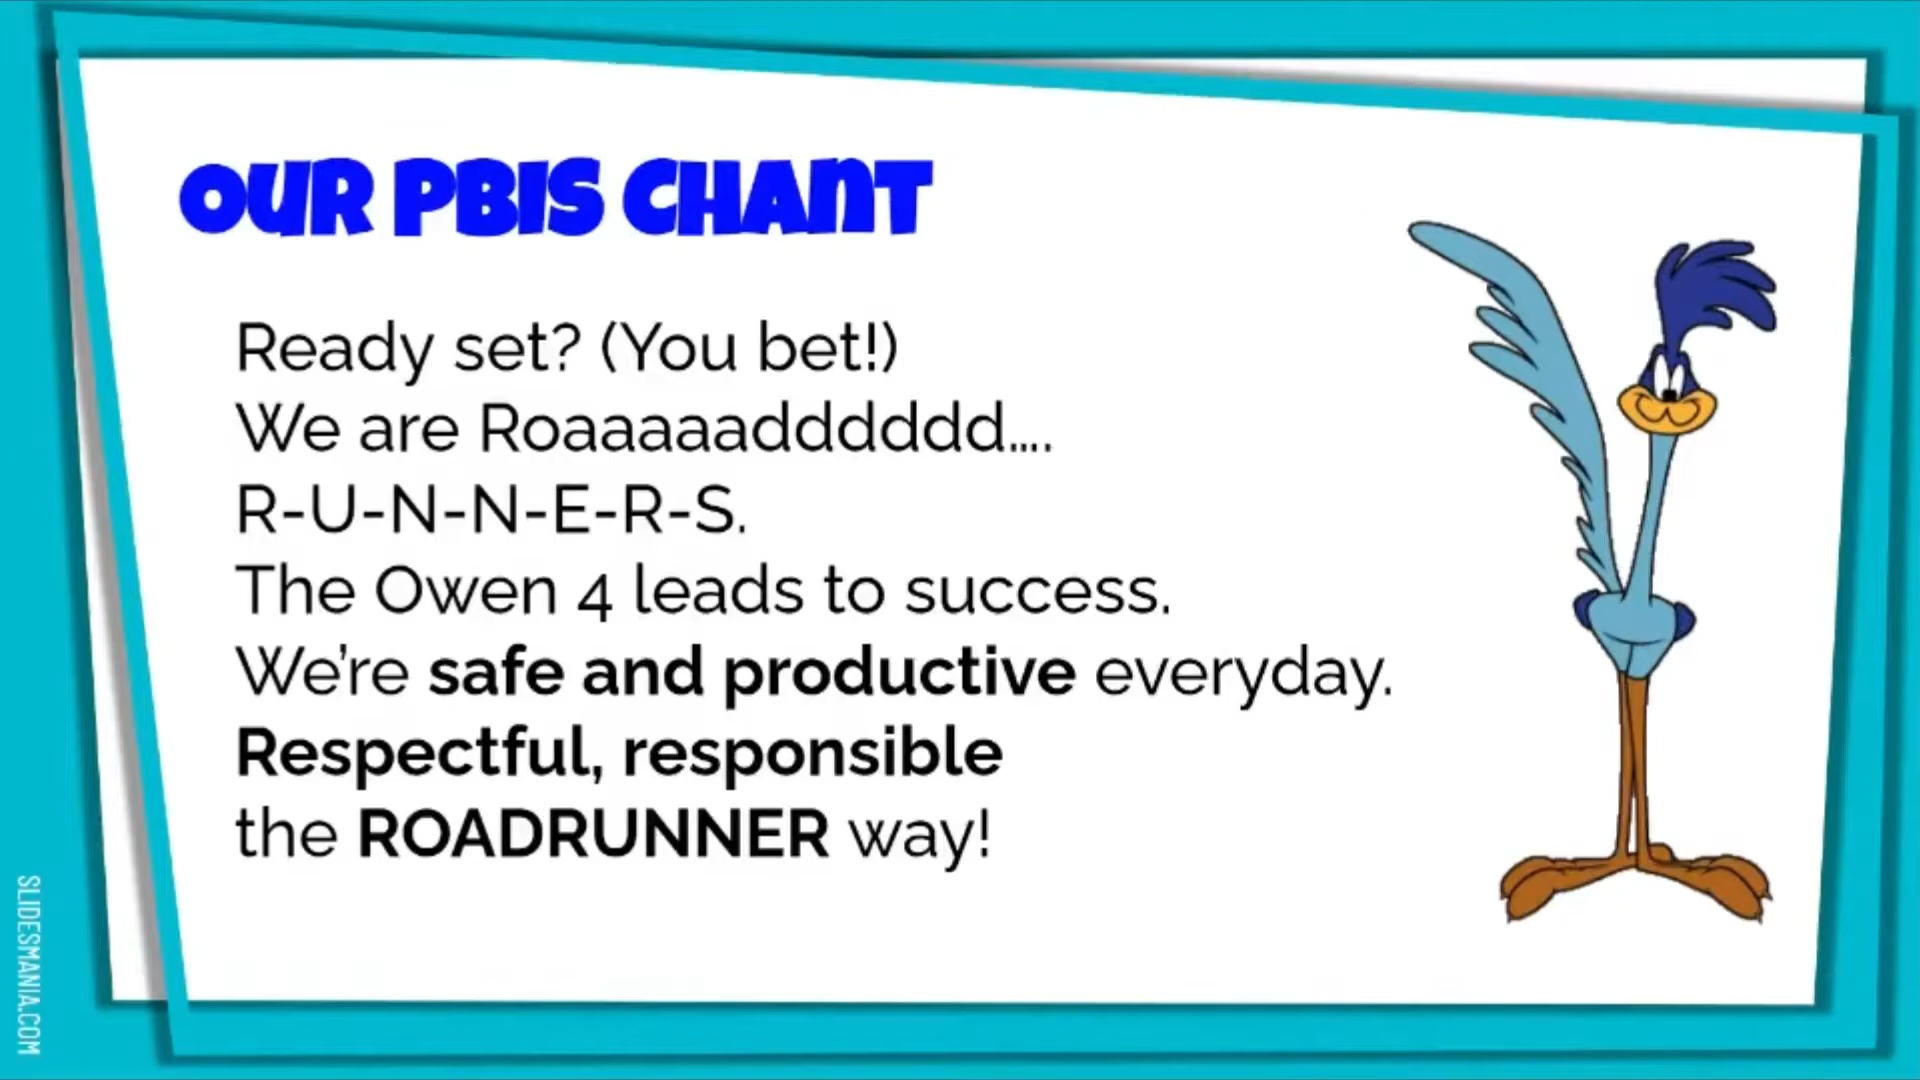 OUR PBIS CHANT
Ready set? (You bet!)
We are Roaaaaadddddd....
R-U-N-N-E-R-S.
The Owen 4 leads to success.
We're safe and productive everyday.
Respectful, responsible
the ROADRUNNER way!
SLIDESMANIA.COM